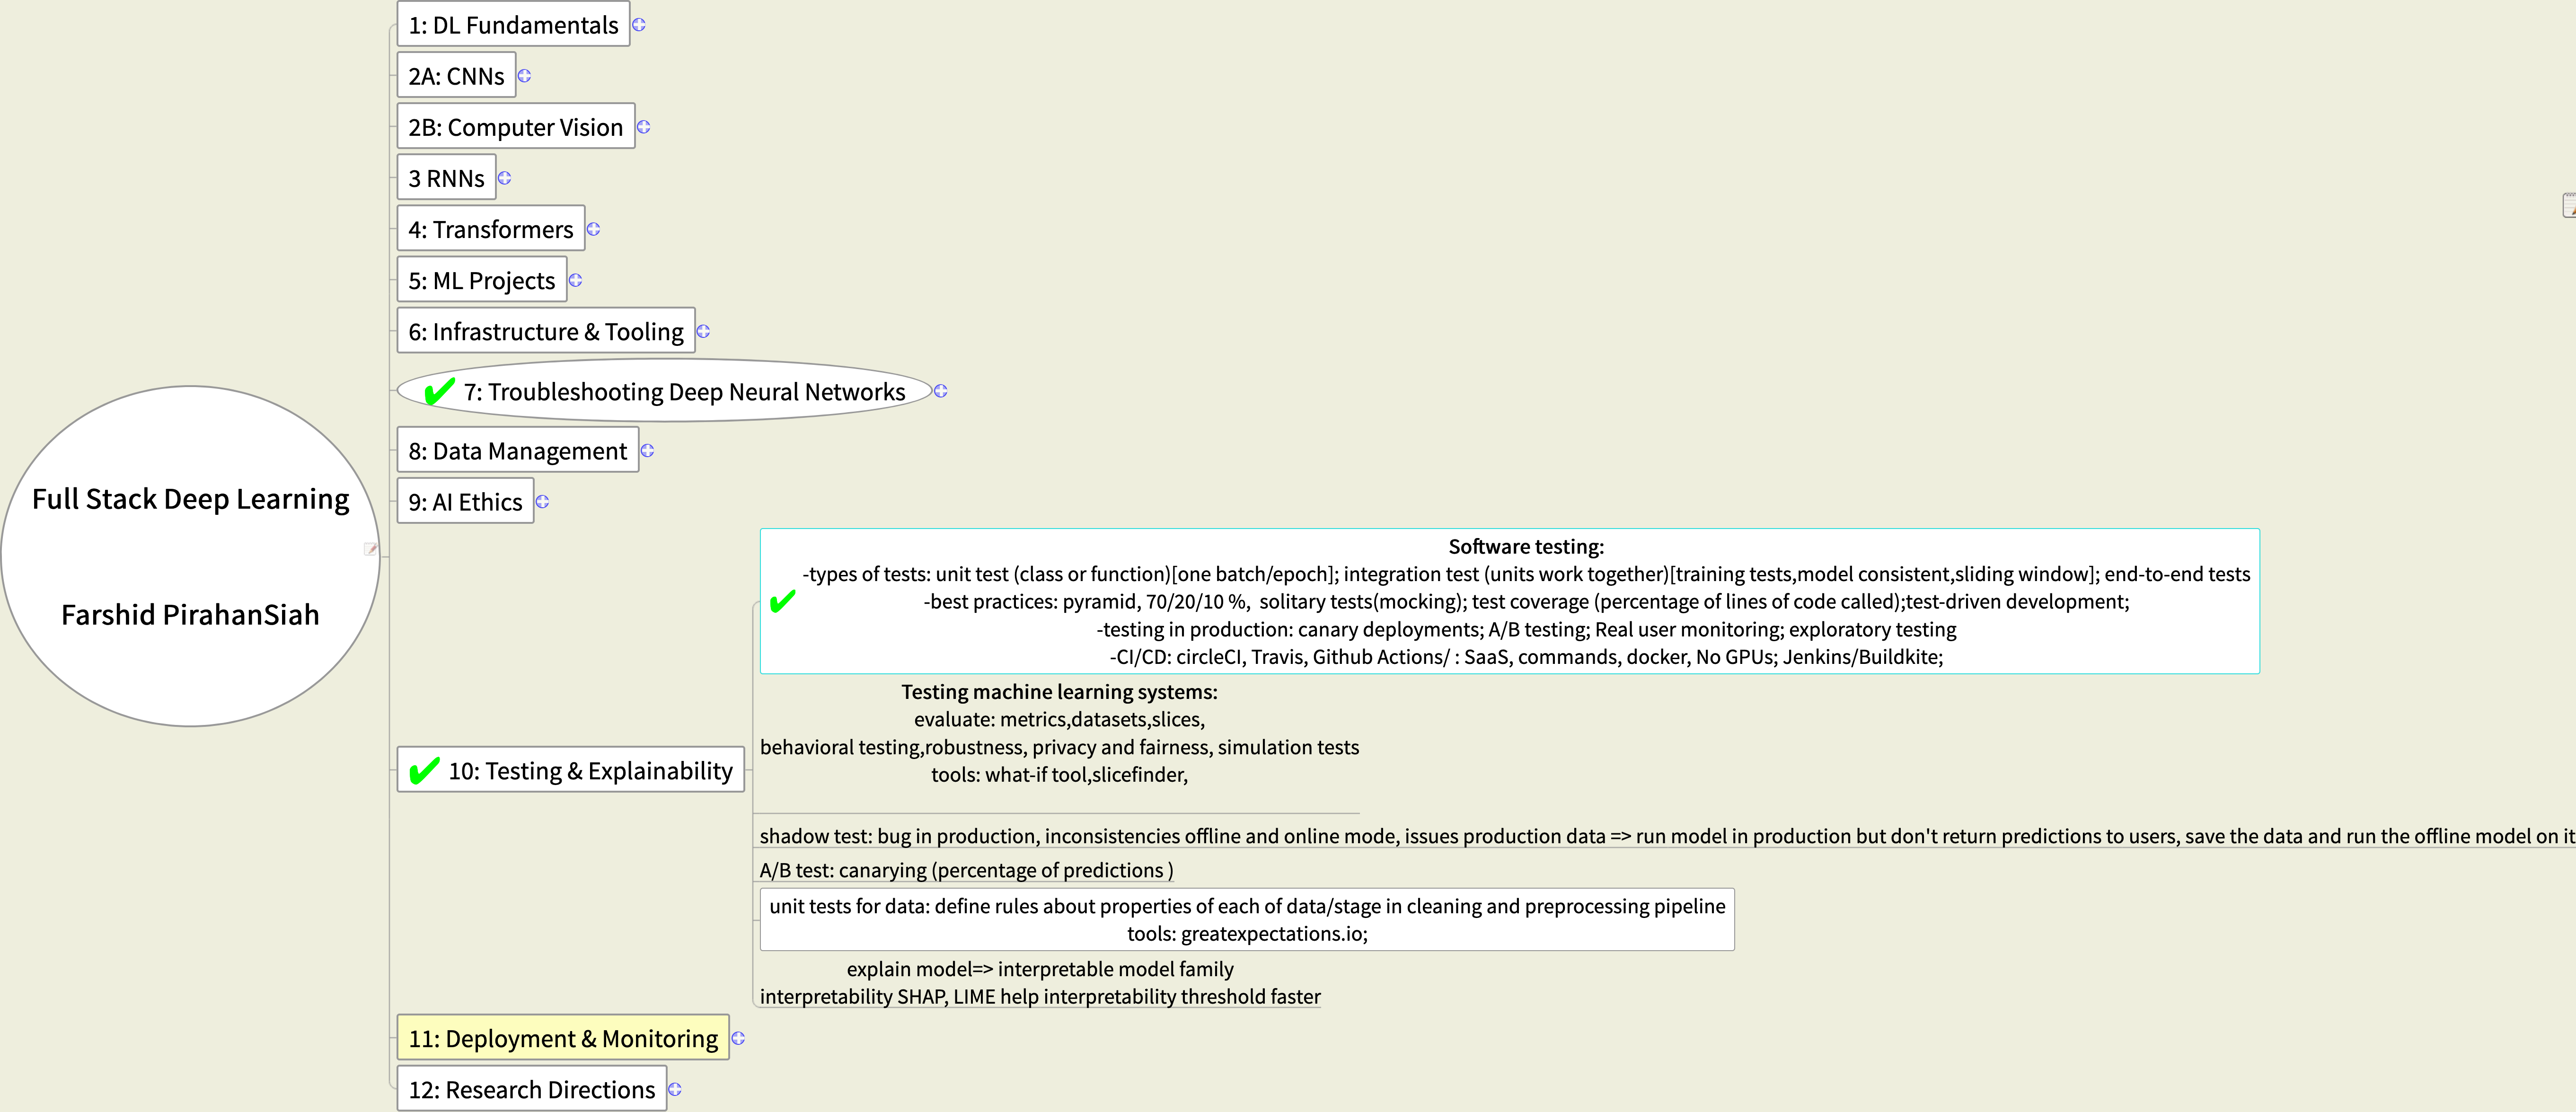 Full Stack Deep Learning
Farshid PirahanSiah
1: DL Fundamentals
2A: CNNs
2B: Computer Vision
3 RNNs
4: Transformers
5: ML Projects
6: Infrastructure & Tooling
7: Troubleshooting Deep Neural Networks
8: Data Management
9: AI Ethics
10: Testing & Explainability
Software testing:
-types of tests: unit test (class or function)[one batch/epoch]; integration test (units work together)[training tests,model consistent,sliding window]; end-to-end tests
-best practices: pyramid, 70/20/10 %,  solitary tests(mocking); test coverage (percentage of lines of code called);test-driven development;
-testing in production: canary deployments; A/B testing; Real user monitoring; exploratory testing
-CI/CD: circleCI, Travis, Github Actions/ : SaaS, commands, docker, No GPUs; Jenkins/Buildkite;
Testing machine learning systems:
evaluate: metrics,datasets,slices,
behavioral testing,robustness, privacy and fairness, simulation tests
tools: what-if tool,slicefinder,
shadow test: bug in production, inconsistencies offline and online mode, issues production data => run model in production but don't return predictions to users, save the data and run the offline model on it
A/B test: canarying (percentage of predictions )
unit tests for data: define rules about properties of each of data/stage in cleaning and preprocessing pipeline
tools: greatexpectations.io;
explain model=> interpretable model family
interpretability SHAP, LIME help interpretability threshold faster
11: Deployment & Monitoring
12: Research Directions